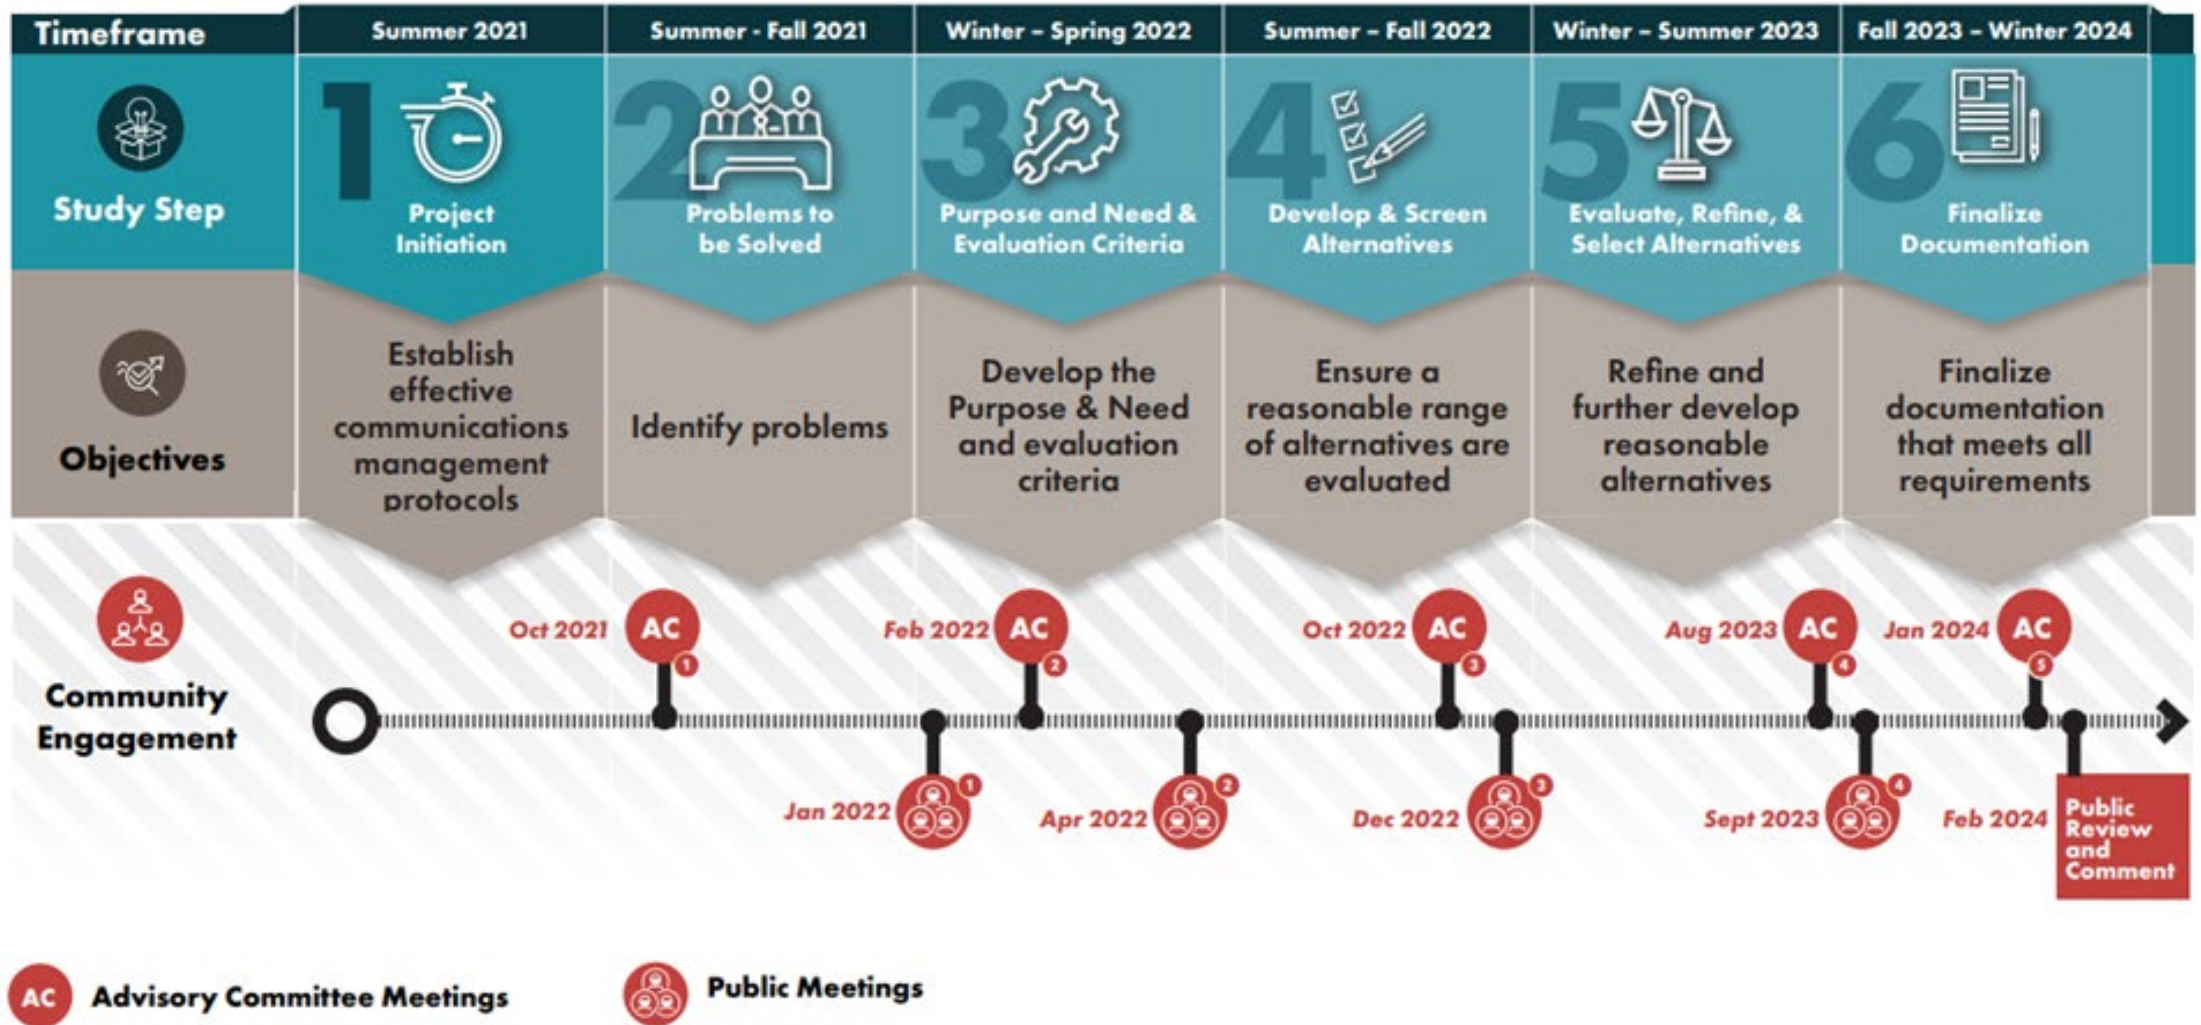 Timeframe
Summer 2021
Summer - Fall 2021
Winter – Spring 2022
Summer – Fall 2022
Winter – Summer 2023
Fall 2023 – Winter 2024
Study Step
1
Project
Initiation
2
Problems to
be Solved
3
Purpose and Need &
Evaluation Criteria
4
Develop & Screen
Alternatives
5
Evaluate, Refine, &
Select Alternatives
6
Finalize
Documentation
Objectives
Establish
effective
communications
management
protocols
Identify problems
Develop the
Purpose & Need
and evaluation
criteria
Ensure a
reasonable range
of alternatives are
evaluated
Refine and
further develop
reasonable
alternatives
Finalize
documentation
that meets all
requirements
Community
Engagement
Oct 2021
AC
1
Feb 2022
AC
2
Oct 2022
AC
3
Aug 2023
AC
4
Jan 2024
AC
5
Jan 2022
1
Apr 2022
2
Dec 2022
3
Sept 2023
4
Feb 2024
Public
Review
and
Comment
AC
Advisory Committee Meetings
Public Meetings